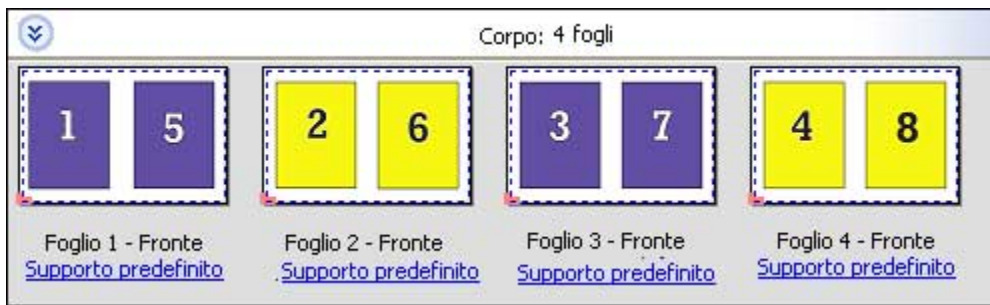 Corpo: 4 fogli
1 5 2 6 3 7 4 8
Foglio 1 - Fronte Foglio 2 - Fronte Foglio 3 - Fronte Foglio 4 - Fronte
Supporto predefinito Supporto predefinito Supporto predefinito Supporto predefinito